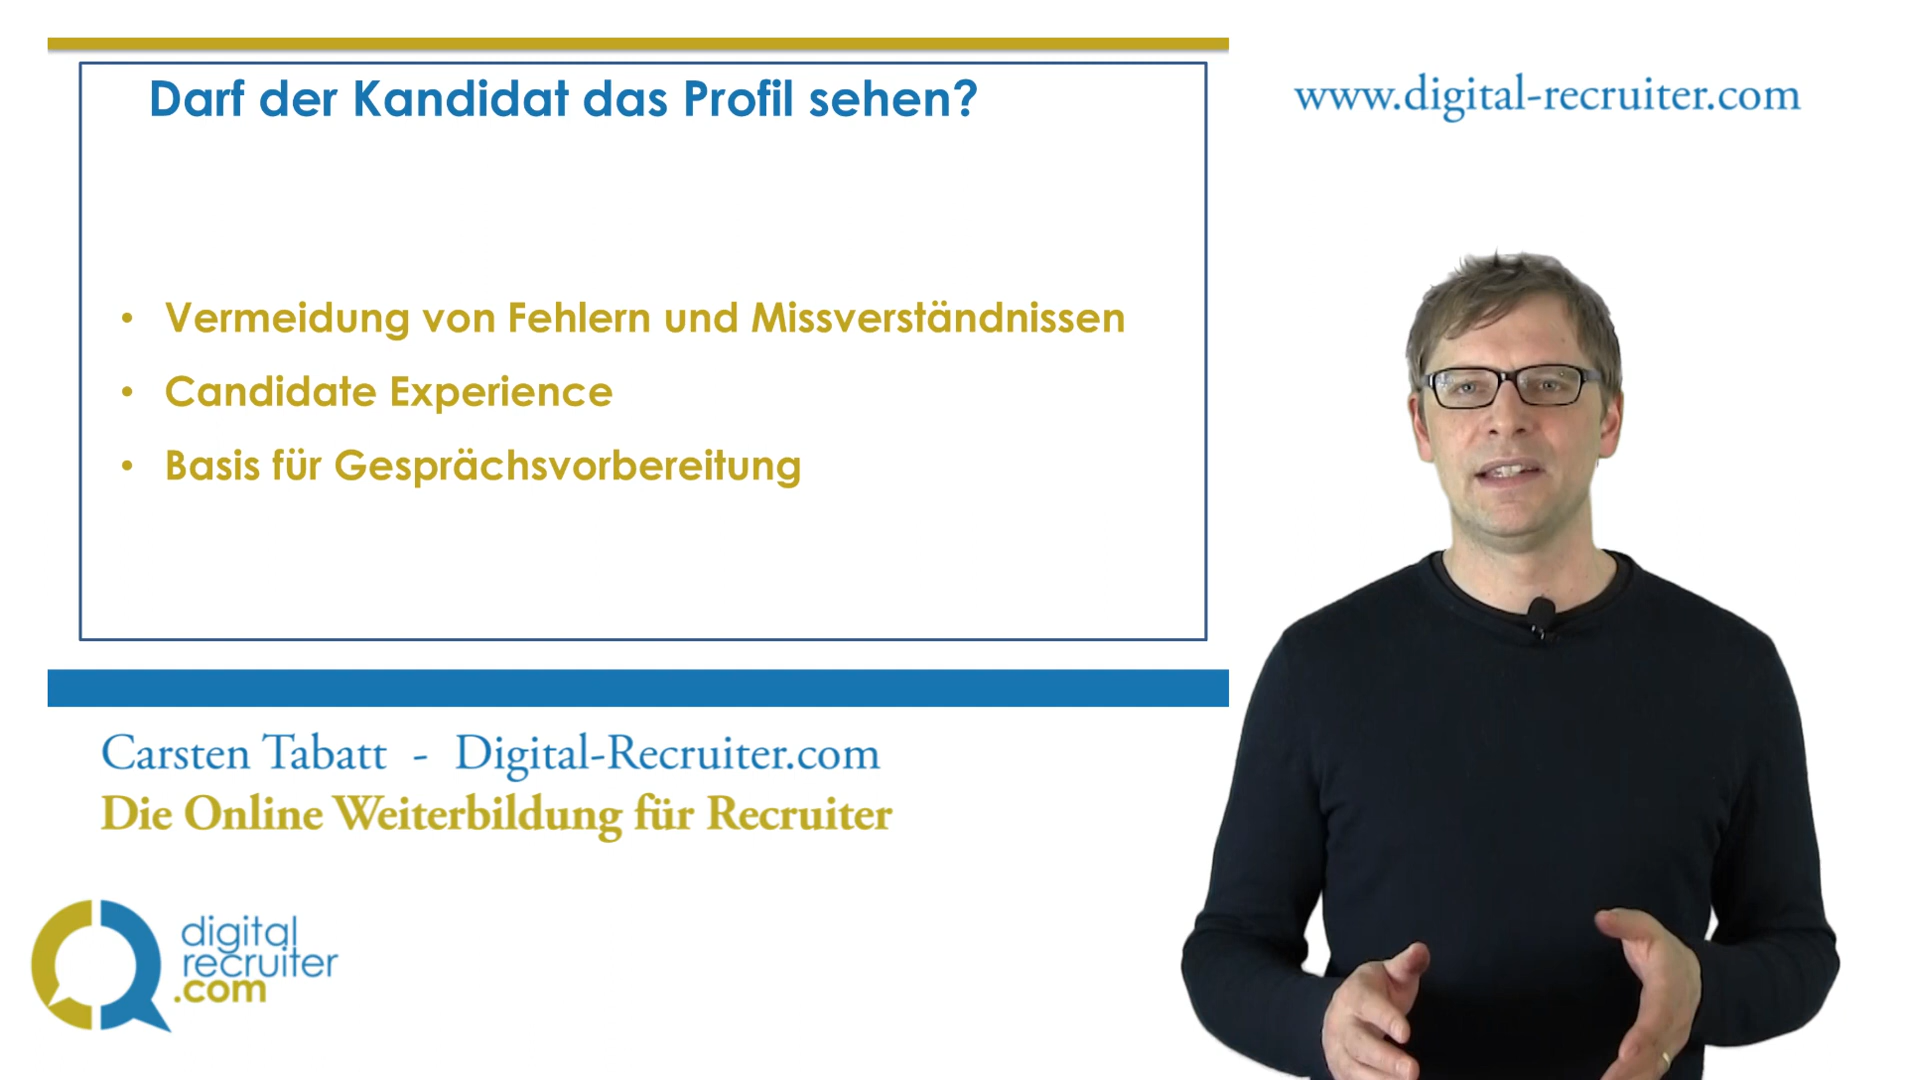 Darf der Kandidat das Profil sehen?
www.digital-recruiter.com
• Vermeidung von Fehlern und Missverständnissen
• Candidate Experience
• Basis für Gesprächsvorbereitung
Carsten Tabatt - Digital-Recruiter.com
Die Online Weiterbildung für Recruiter
digital
recruiter
.com